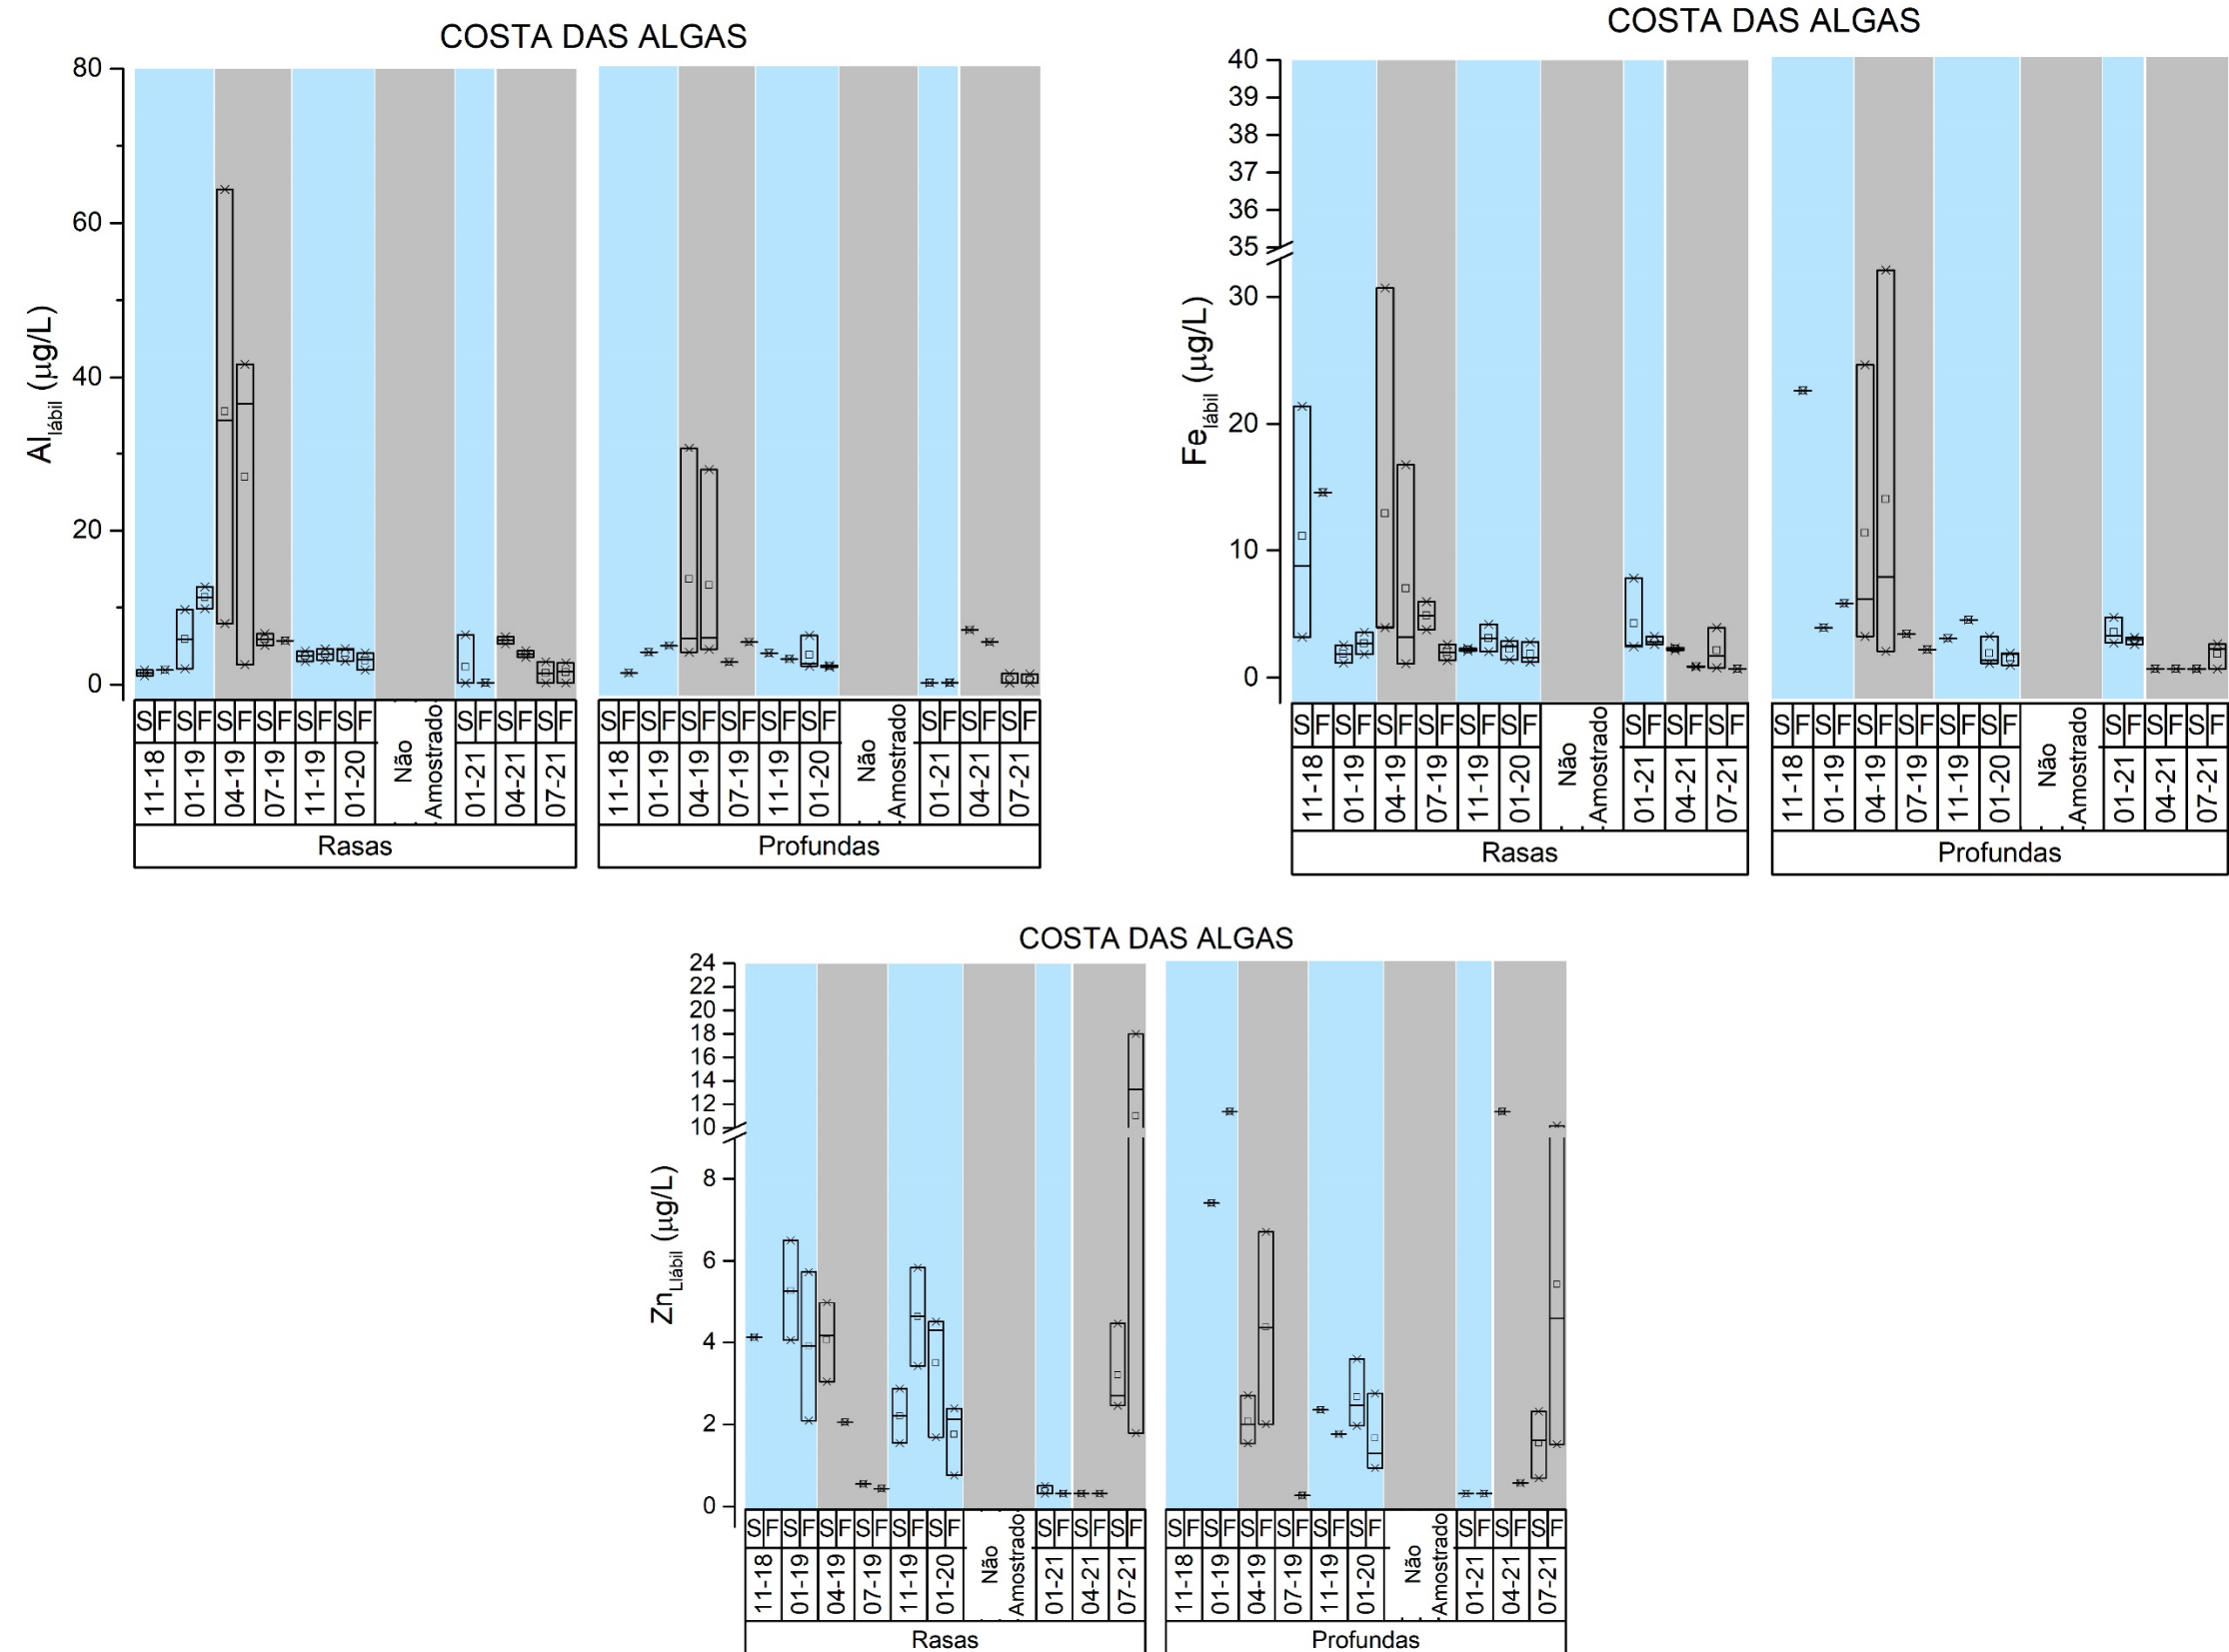 COSTA DAS ALGAS
80
60
40
20
0
Al lábil (µg/L)
S F S F S F S F S F S F S F S F S F
11-18 01-19 04-19 07-19 11-19 01-20 Não Amostrado 01-21 04-21 07-21
Rasas
S F S F S F S F S F S F S F S F S F
11-18 01-19 04-19 07-19 11-19 01-20 Não Amostrado 01-21 04-21 07-21
Profundas
COSTA DAS ALGAS
40
39
38
37
36
35
30
20
10
0
Fe lábil (µg/L)
S F S F S F S F S F S F S F S F S F
11-18 01-19 04-19 07-19 11-19 01-20 Não Amostrado 01-21 04-21 07-21
Rasas
S F S F S F S F S F S F S F S F S F
11-18 01-19 04-19 07-19 11-19 01-20 Não Amostrado 01-21 04-21 07-21
Profundas
COSTA DAS ALGAS
24
22
20
18
16
14
12
10
8
6
4
2
0
Zn Llábil (µg/L)
S F S F S F S F S F S F S F S F S F
11-18 01-19 04-19 07-19 11-19 01-20 Não Amostrado 01-21 04-21 07-21
Rasas
S F S F S F S F S F S F S F S F S F
11-18 01-19 04-19 07-19 11-19 01-20 Não Amostrado 01-21 04-21 07-21
Profundas